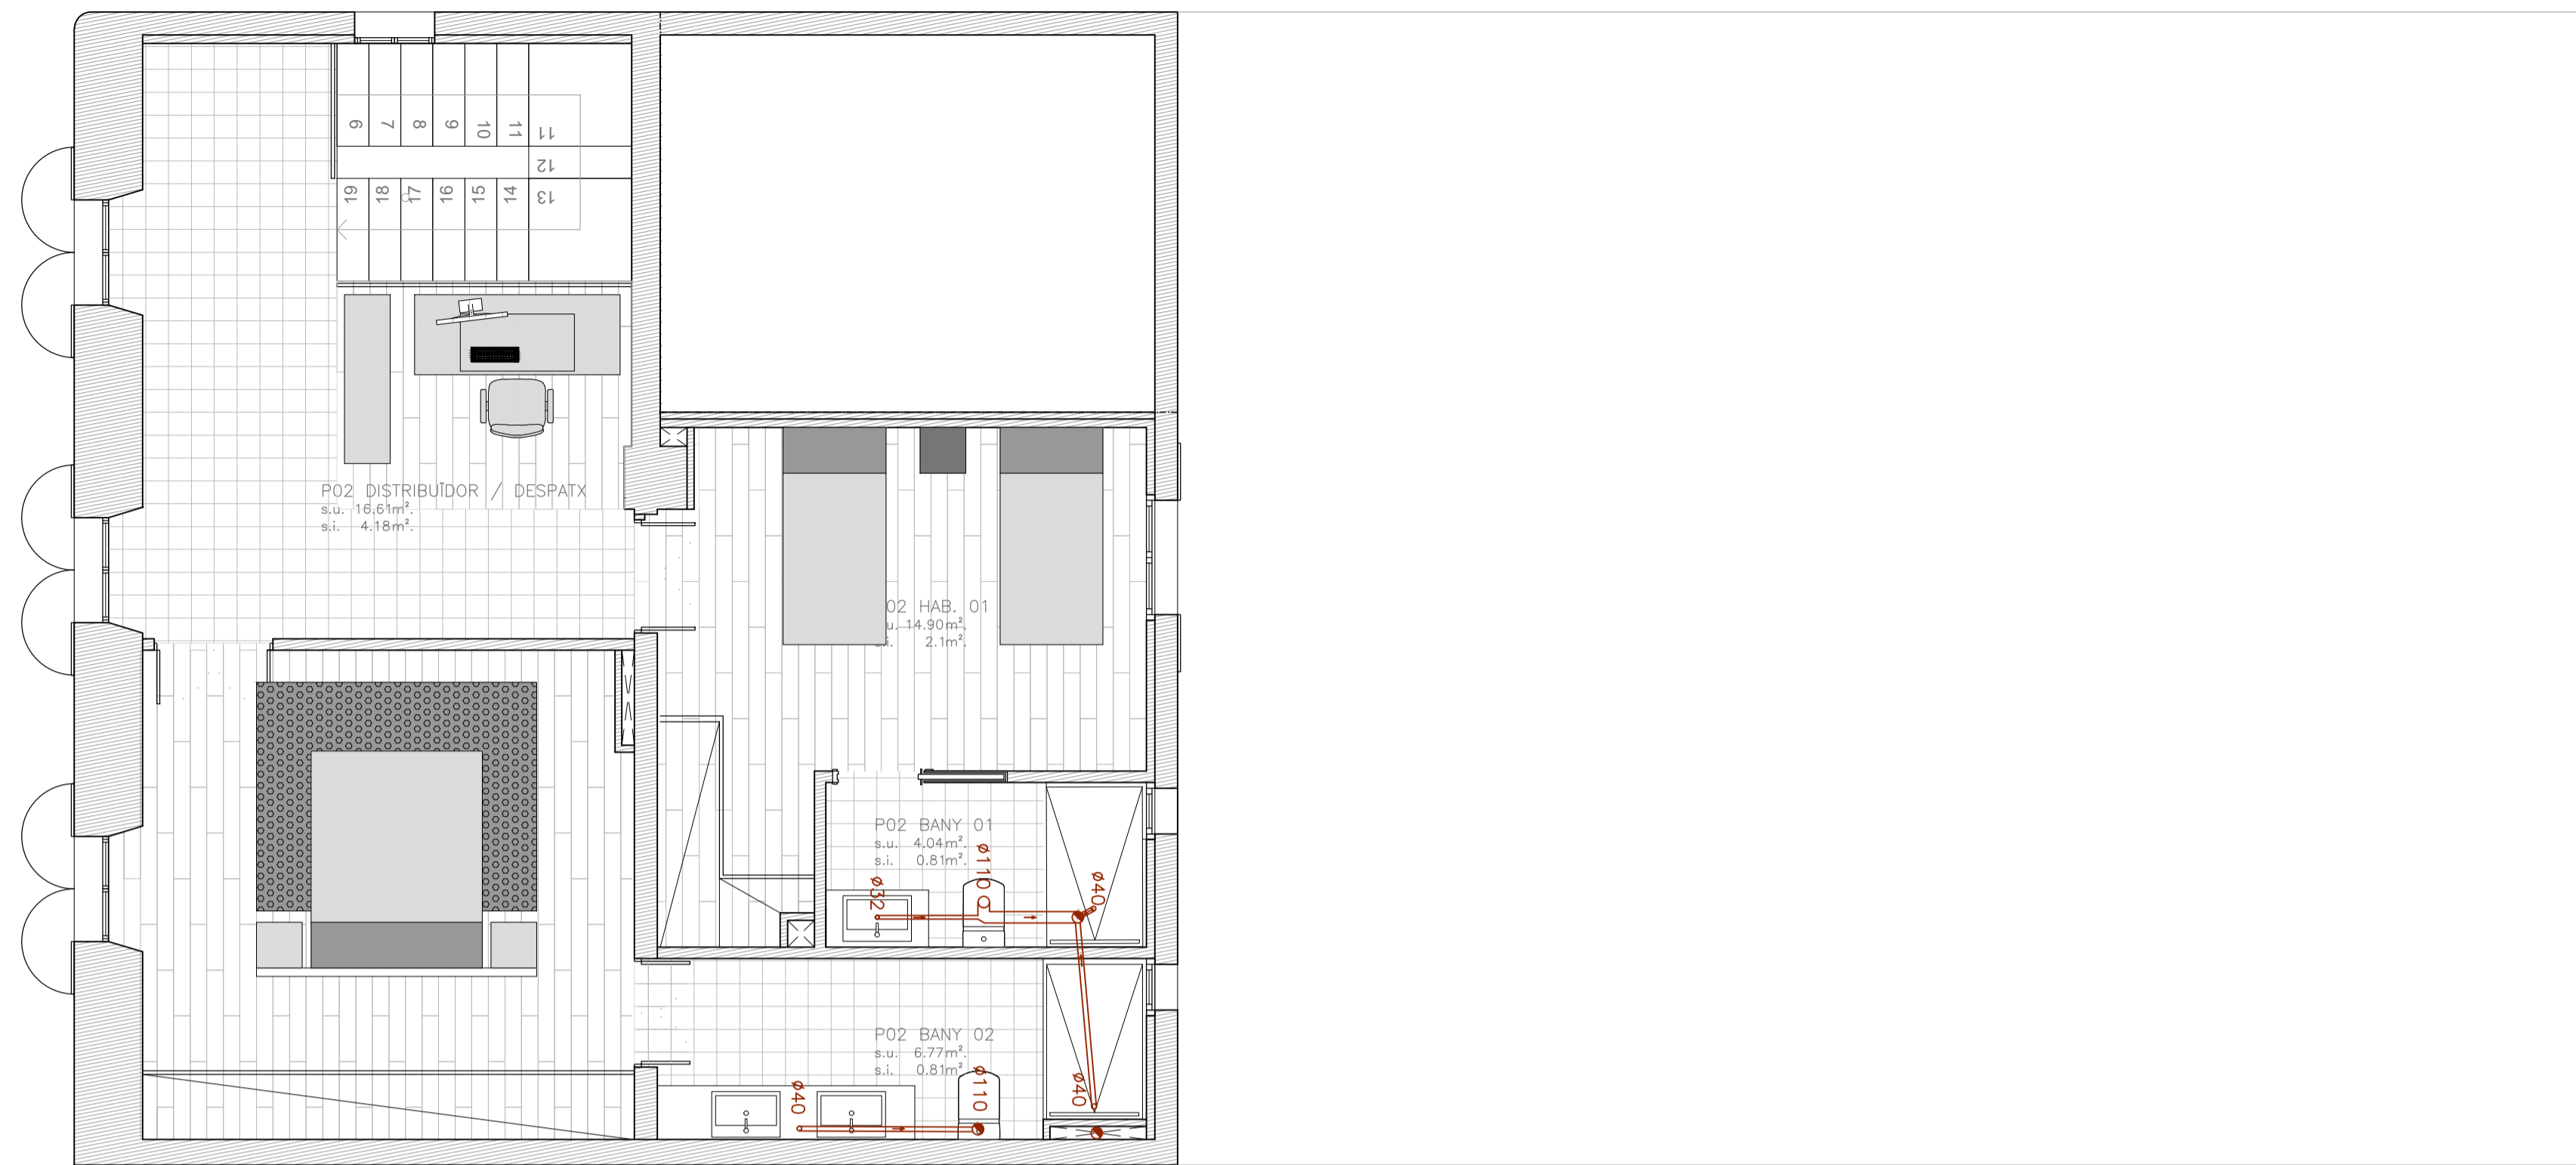 6 7 8 9 10 11 11
12
19 18 17 16 15 14 13
P02 DISTRIBUÏDOR / DESPATX
s.u. 16.61m².
s.i. 4.18m².
02 HAB. 01
u. 14.90m².
s.i. 2.1m².
P02 BANY 01
s.u. 4.04m².
s.i. 0.81m².
ø110
ø32
ø40
P02 BANY 02
s.u. 6.77m².
s.i. 0.81m².
ø40
ø110
ø40